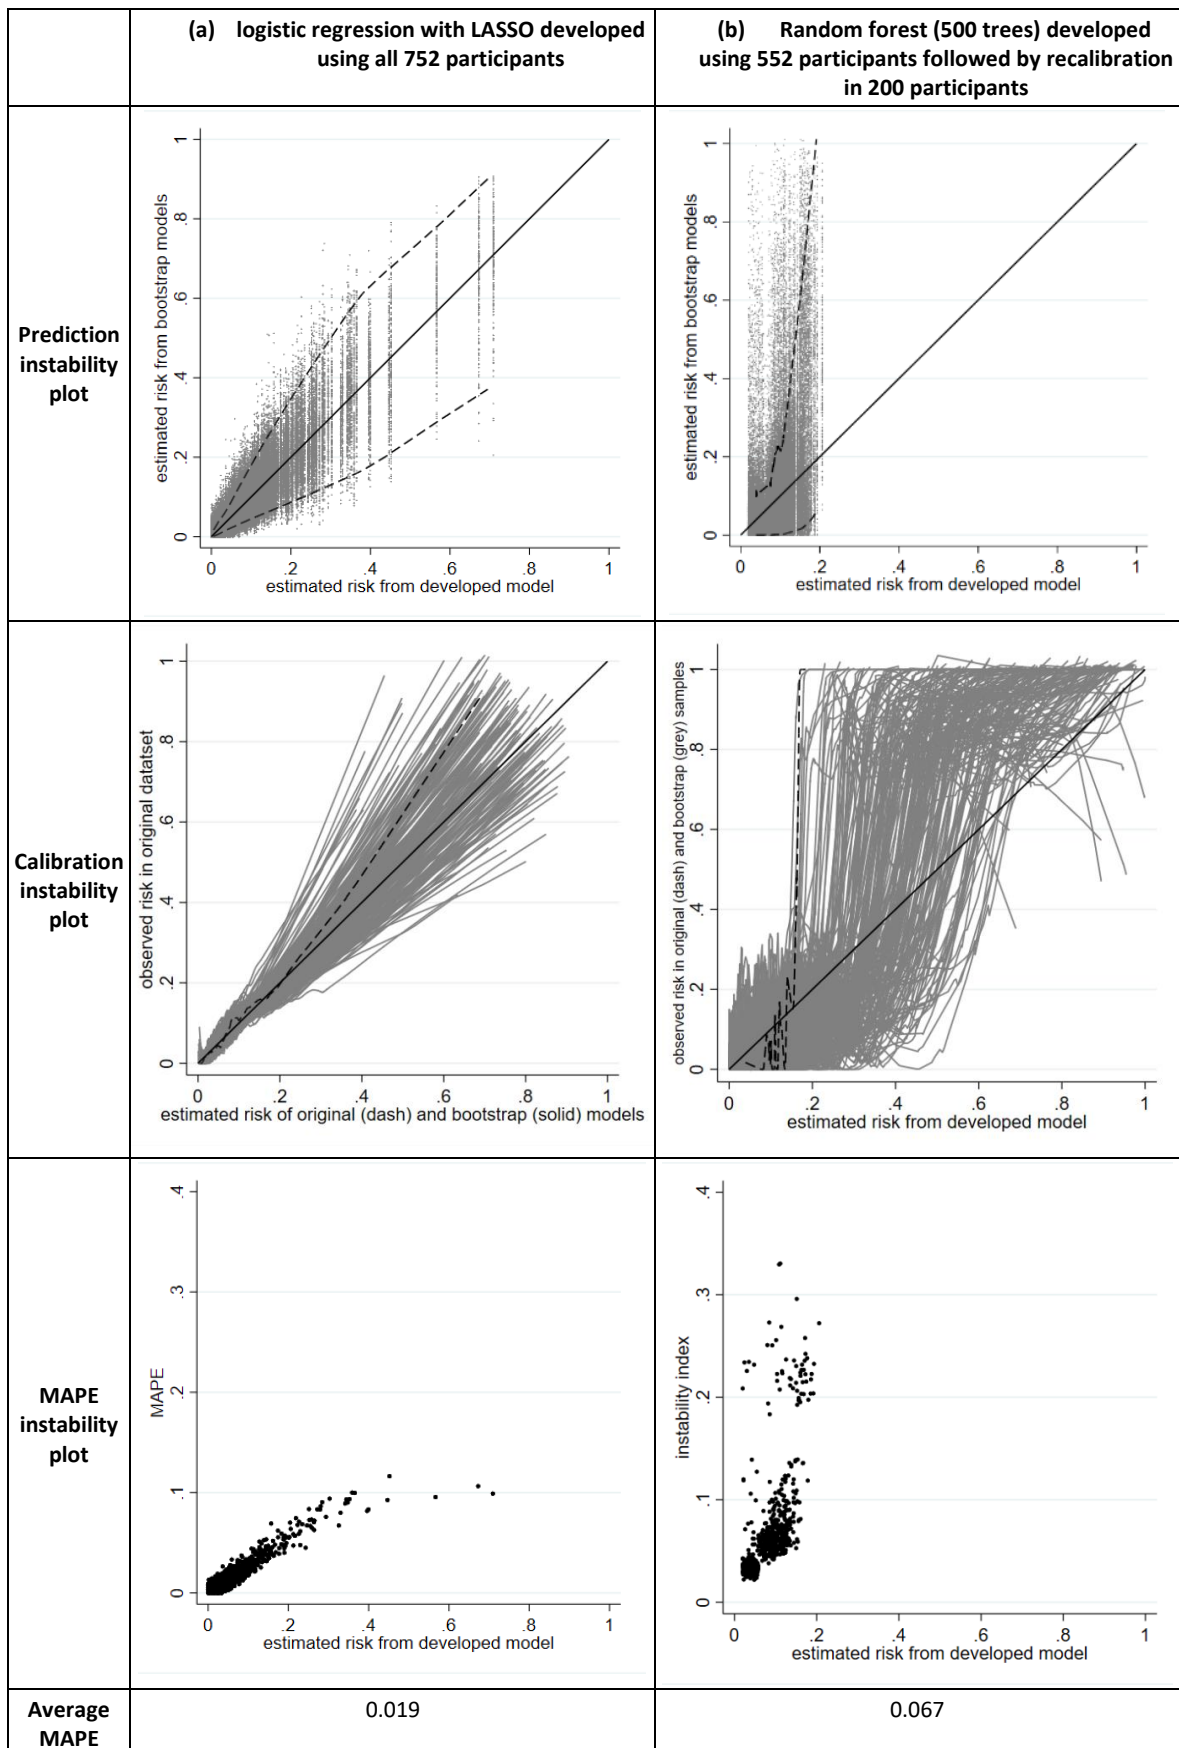 (a) logistic regression with LASSO developed
using all 752 participants
(b) Random forest (500 trees) developed
using 552 participants followed by recalibration
in 200 participants
Prediction
instability
plot
estimated risk from bootstrap models
1
.8
.6
.4
.2
0
0 .2 .4 .6 .8 1
estimated risk from developed model
estimated risk from bootstrap models
1
.8
.6
.4
.2
0
0 .2 .4 .6 .8 1
estimated risk from developed model
Calibration
instability
plot
observed risk in original datatset
1
.8
.6
.4
.2
0
0 .2 .4 .6 .8 1
estimated risk of original (dash) and bootstrap (solid) models
observed risk in original (dash) and bootstrap (grey) samples
1
.8
.6
.4
.2
0
0 .2 .4 .6 .8 1
estimated risk from developed model
MAPE
instability
plot
MAPE
.4
.3
.2
.1
0
0 .2 .4 .6 .8 1
estimated risk from developed model
instability index
.4
.3
.2
.1
0
0 .2 .4 .6 .8 1
estimated risk from developed model
Average
MAPE
0.019
0.067